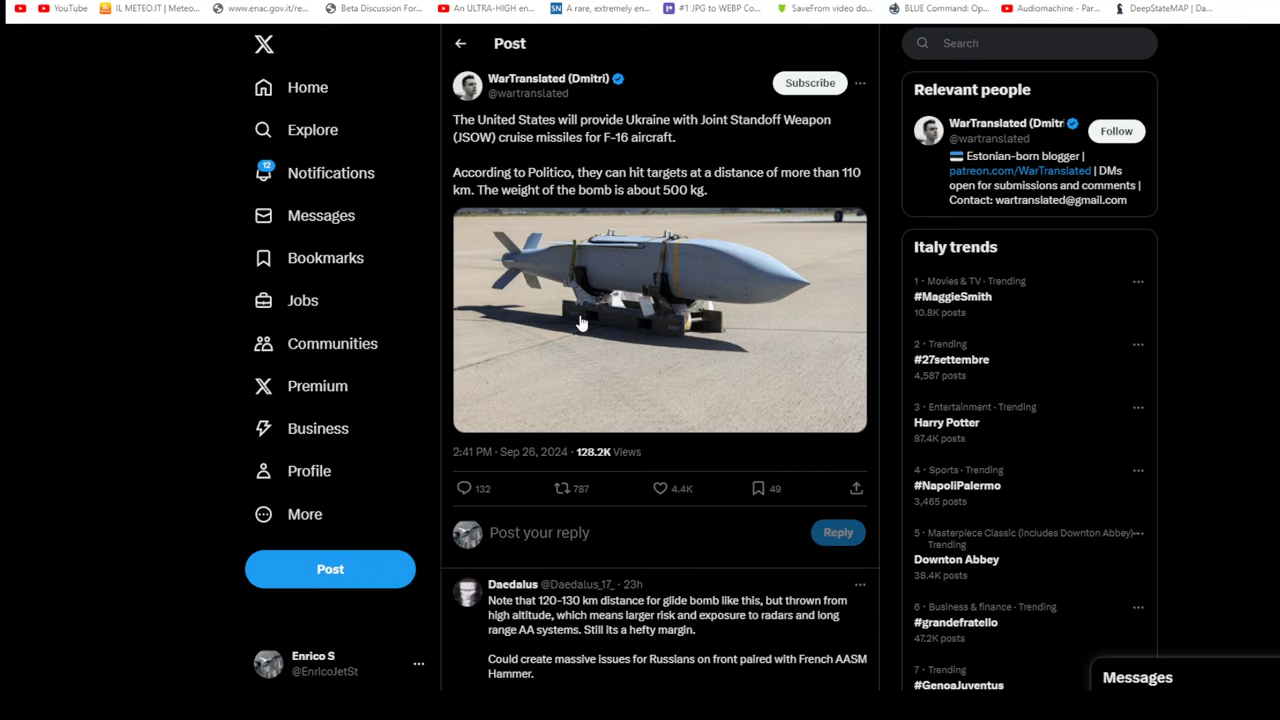 YouTube
IL METEO.IT | Meteo...
www.enac.gov.it/re...
Beta Discussion For...
An ULTRA-HIGH en...
SN A rare, extremely en...
#1 JPG to WEBP Co...
SaveFrom video do...
BLUE Command: Op...
Audiomachine - Par...
DeepStateMAP | Da...
Home
Explore
12
Notifications
Messages
Bookmarks
Jobs
Communities
Premium
Business
Profile
More
Post
Enrico S
@EnricoJetSt
Post
WarTranslated (Dmitri)
@wartranslated
Subscribe
The United States will provide Ukraine with Joint Standoff Weapon
(JSOW) cruise missiles for F-16 aircraft.
According to Politico, they can hit targets at a distance of more than 110
km. The weight of the bomb is about 500 kg.
2:41 PM · Sep 26, 2024 · 128.2K Views
132
787
4.4K
49
Post your reply
Reply
Daedalus @Daedalus_17_ · 23h
Note that 120-130 km distance for glide bomb like this, but thrown from
high altitude, which means larger risk and exposure to radars and long
range AA systems. Still its a hefty margin.
Could create massive issues for Russians on front paired with French AASM
Hammer.
Search
Relevant people
WarTranslated (Dmitr
@wartranslated
Follow
Estonian-born blogger |
patreon.com/WarTranslated | DMs
open for submissions and comments |
Contact: wartranslated@gmail.com
Italy trends
1 · Movies & TV · Trending
#MaggieSmith
10.8K posts
2 · Trending
#27settembre
4,587 posts
3 · Entertainment · Trending
Harry Potter
87.4K posts
4 · Sports · Trending
#NapoliPalermo
3,465 posts
5 · Masterpiece Classic (includes Downton Abbey) ·
Trending
Downton Abbey
38.4K posts
6 · Business & finance · Trending
#grandefratello
47.2K posts
7 · Trending
#GenoaJuventus
Messages